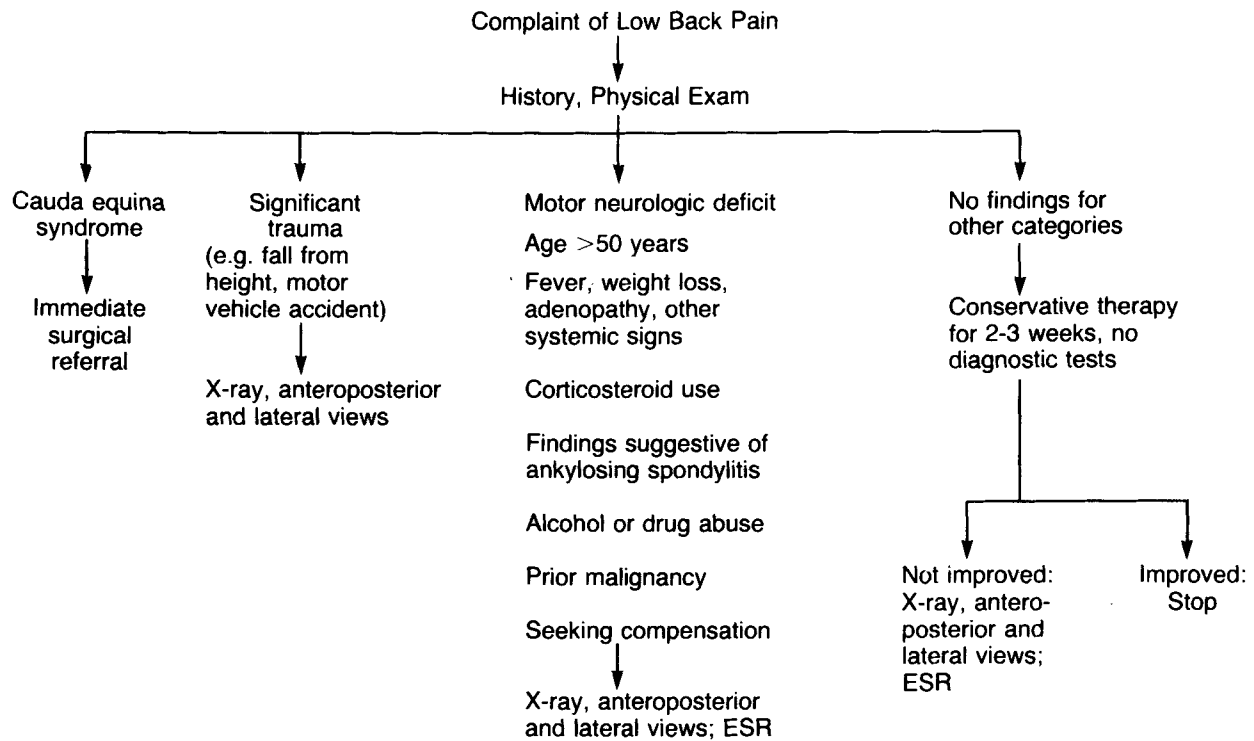 Complaint of Low Back Pain
History, Physical Exam
Cauda equina
syndrome
Immediate
surgical
referral
Significant
trauma
(e.g. fall from
height, motor
vehicle accident)
X-ray, anteroposterior
and lateral views
Motor neurologic deficit
Age >50 years
Fever, weight loss,
adenopathy, other
systemic signs
Corticosteroid use
Findings suggestive of
ankylosing spondylitis
Alcohol or drug abuse
Prior malignancy
Seeking compensation
X-ray, anteroposterior
and lateral views; ESR
No findings for
other categories
Conservative therapy
for 2-3 weeks, no
diagnostic tests
Not improved:
X-ray, antero-
posterior and
lateral views;
ESR
Improved:
Stop